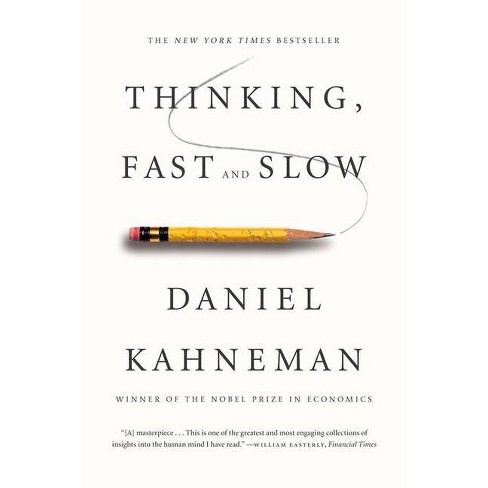 THE NEW YORK TIMES BESTSELLER
THINKING,
FAST AND SLOW
DANIEL
KAHNEMAN
WINNER OF THE NOBEL PRIZE IN ECONOMICS
"[A] masterpiece . . . This is one of the greatest and most engaging collections of
insights into the human mind I have read." —WILLIAM EASTERLY, Financial Times